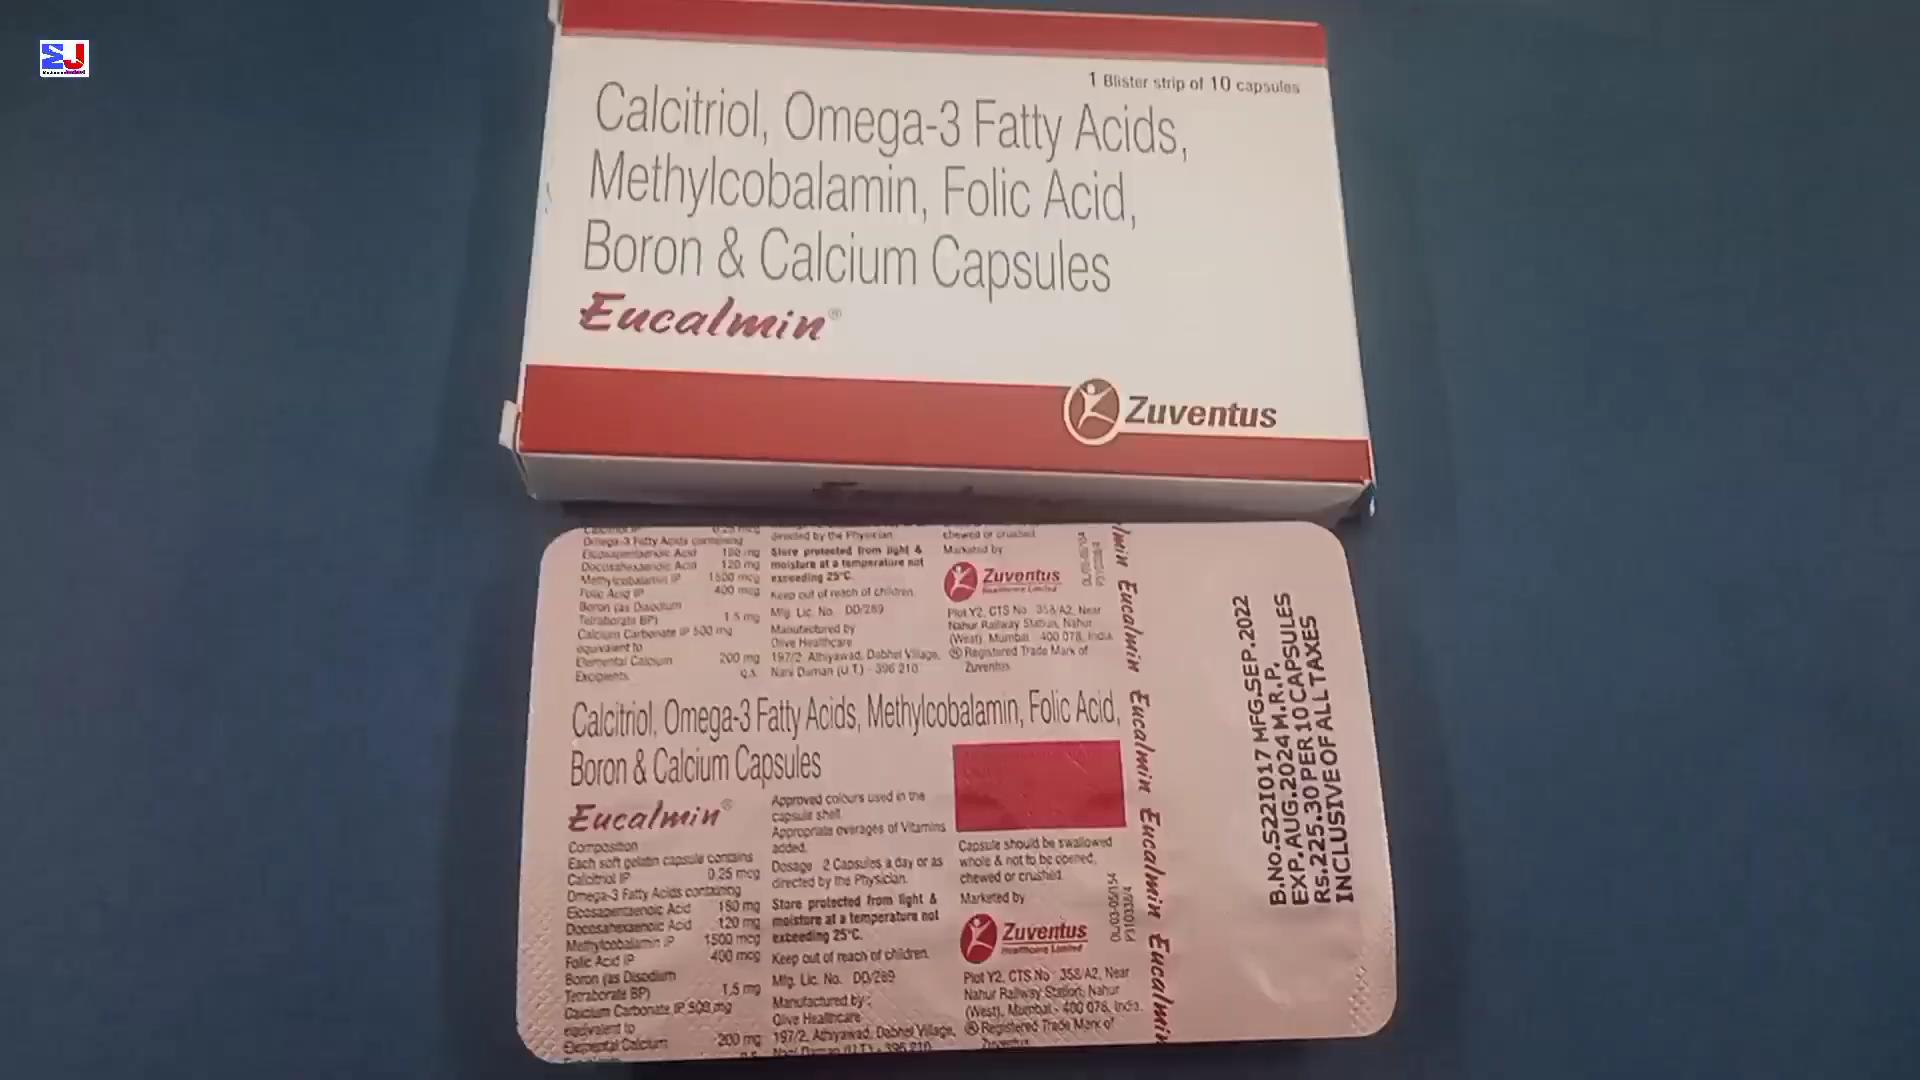 1 Blister strip of 10 capsules
Calcitriol, Omega-3 Fatty Acids,
Methylcobalamin, Folic Acid,
Boron & Calcium Capsules
Eucalmin®
Zuventus
Omega-3 Fatty Acids containing
Eicosapentaenoic Acid 180 mg
Docosahexaenoic Acid 120 mg
Methylcobalamin IP 1500 mcg
Folic Acid IP 400 mcg
Boron (as Disodium
Tetraborate BP) 1.5 mg
Calcium Carbonate IP 500 mg
equivalent to
Elemental Calcium 200 mg
Excipients q.s.
directed by the Physician.
Store protected from light &
moisture at a temperature not
exceeding 25°C.
Keep out of reach of children.
Mfg. Lic. No. DD/289
Manufactured by
Olive Healthcare
197/2, Athiyawad, Dabhel Village,
Nani Daman (U.T.) - 396 210
chewed or crushed.
Marketed by
Zuventus
Healthcare Limited
Plot Y2, CTS No. 358/A2, Near
Nahur Railway Station, Nahur
(West), Mumbai - 400 078, India.
® Registered Trade Mark of
Zuventus
Calcitriol, Omega-3 Fatty Acids, Methylcobalamin, Folic Acid,
Boron & Calcium Capsules
Eucalmin®
Composition
Each soft gelatin capsule contains
Calcitriol IP 0.25 mcg
Omega-3 Fatty Acids containing
Eicosapentaenoic Acid 180 mg
Docosahexaenoic Acid 120 mg
Methylcobalamin IP 1500 mcg
Folic Acid IP 400 mcg
Boron (as Disodium
Tetraborate BP) 1.5 mg
Calcium Carbonate IP 500 mg
equivalent to
Elemental Calcium 200 mg
Approved colours used in the
capsule shell.
Appropriate overages of Vitamins
added.
Dosage 2 Capsules a day or as
directed by the Physician.
Store protected from light &
moisture at a temperature not
exceeding 25°C.
Keep out of reach of children.
Mfg. Lic. No. DD/289
Manufactured by :
Olive Healthcare
197/2, Athiyawad, Dabhel Village,
Nani Daman (U.T.) - 396 210
Capsule should be swallowed
whole & not to be opened,
chewed or crushed.
Marketed by
Zuventus
Healthcare Limited
Plot Y2, CTS No. 358/A2, Near
Nahur Railway Station, Nahur
(West), Mumbai - 400 078, India.
® Registered Trade Mark of
Zuventus
OL/03-05/154
P310338/4
Eucalmin Eucalmin Eucalmin Eucalmin
B.No.S22I017 MFG.SEP.2022
EXP.AUG.2024 M.R.P.
Rs.225.30 PER 10 CAPSULES
INCLUSIVE OF ALL TAXES